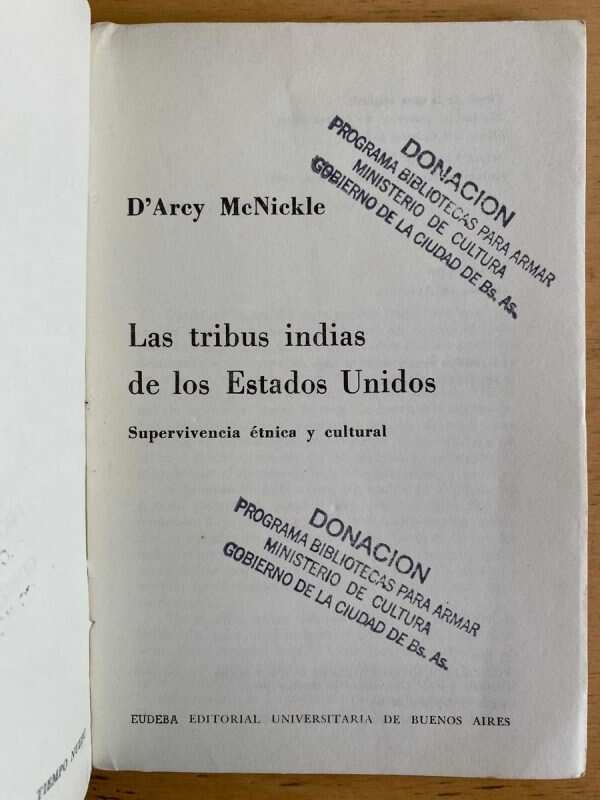 D'Arcy McNickle
DONACION
PROGRAMA BIBLIOTECAS PARA ARMAR
MINISTERIO DE CULTURA
GOBIERNO DE LA CIUDAD DE Bs. As.
Las tribus indias
de los Estados Unidos
Supervivencia étnica y cultural
DONACION
PROGRAMA BIBLIOTECAS PARA ARMAR
MINISTERIO DE CULTURA
GOBIERNO DE LA CIUDAD DE Bs. As.
EUDEBA EDITORIAL UNIVERSITARIA DE BUENOS AIRES
TIEMPO